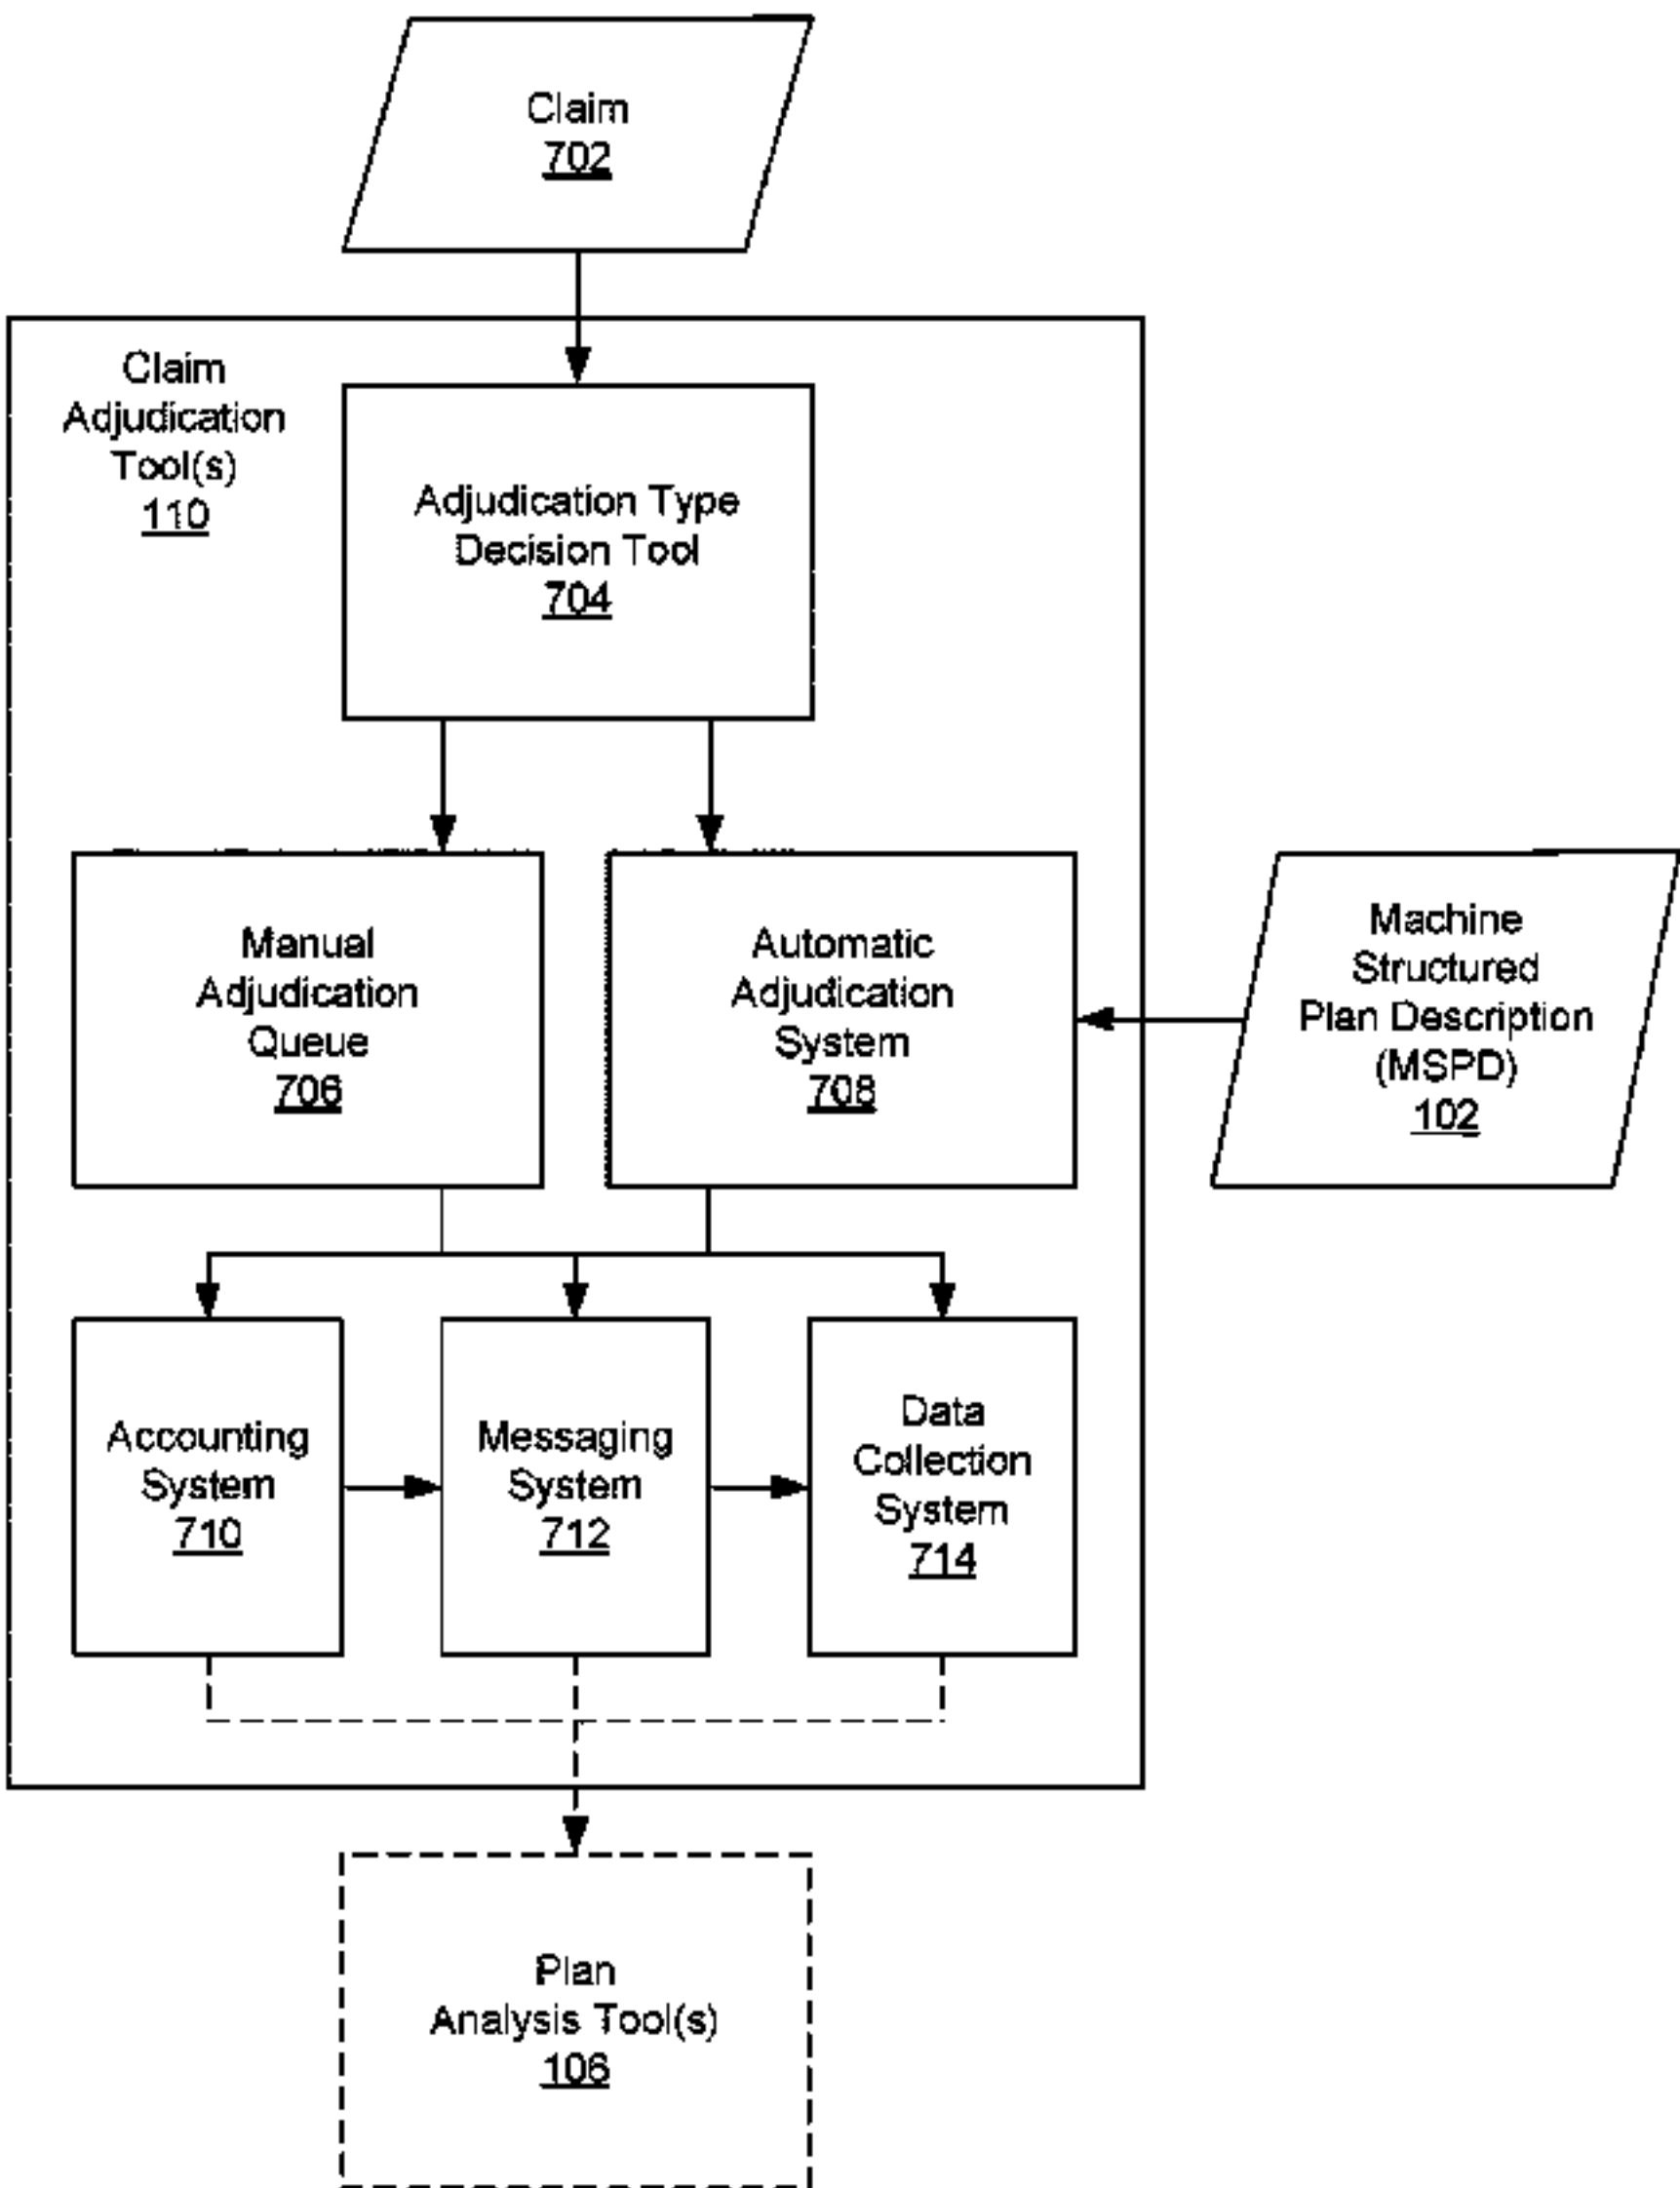 Claim
702
Claim
Adjudication
Tool(s)
110
Adjudication Type
Decision Tool
704
Manual
Adjudication
Queue
706
Automatic
Adjudication
System
708
Machine
Structured
Plan Description
(MSPD)
102
Accounting
System
710
Messaging
System
712
Data
Collection
System
714
Plan
Analysis Tool(s)
106